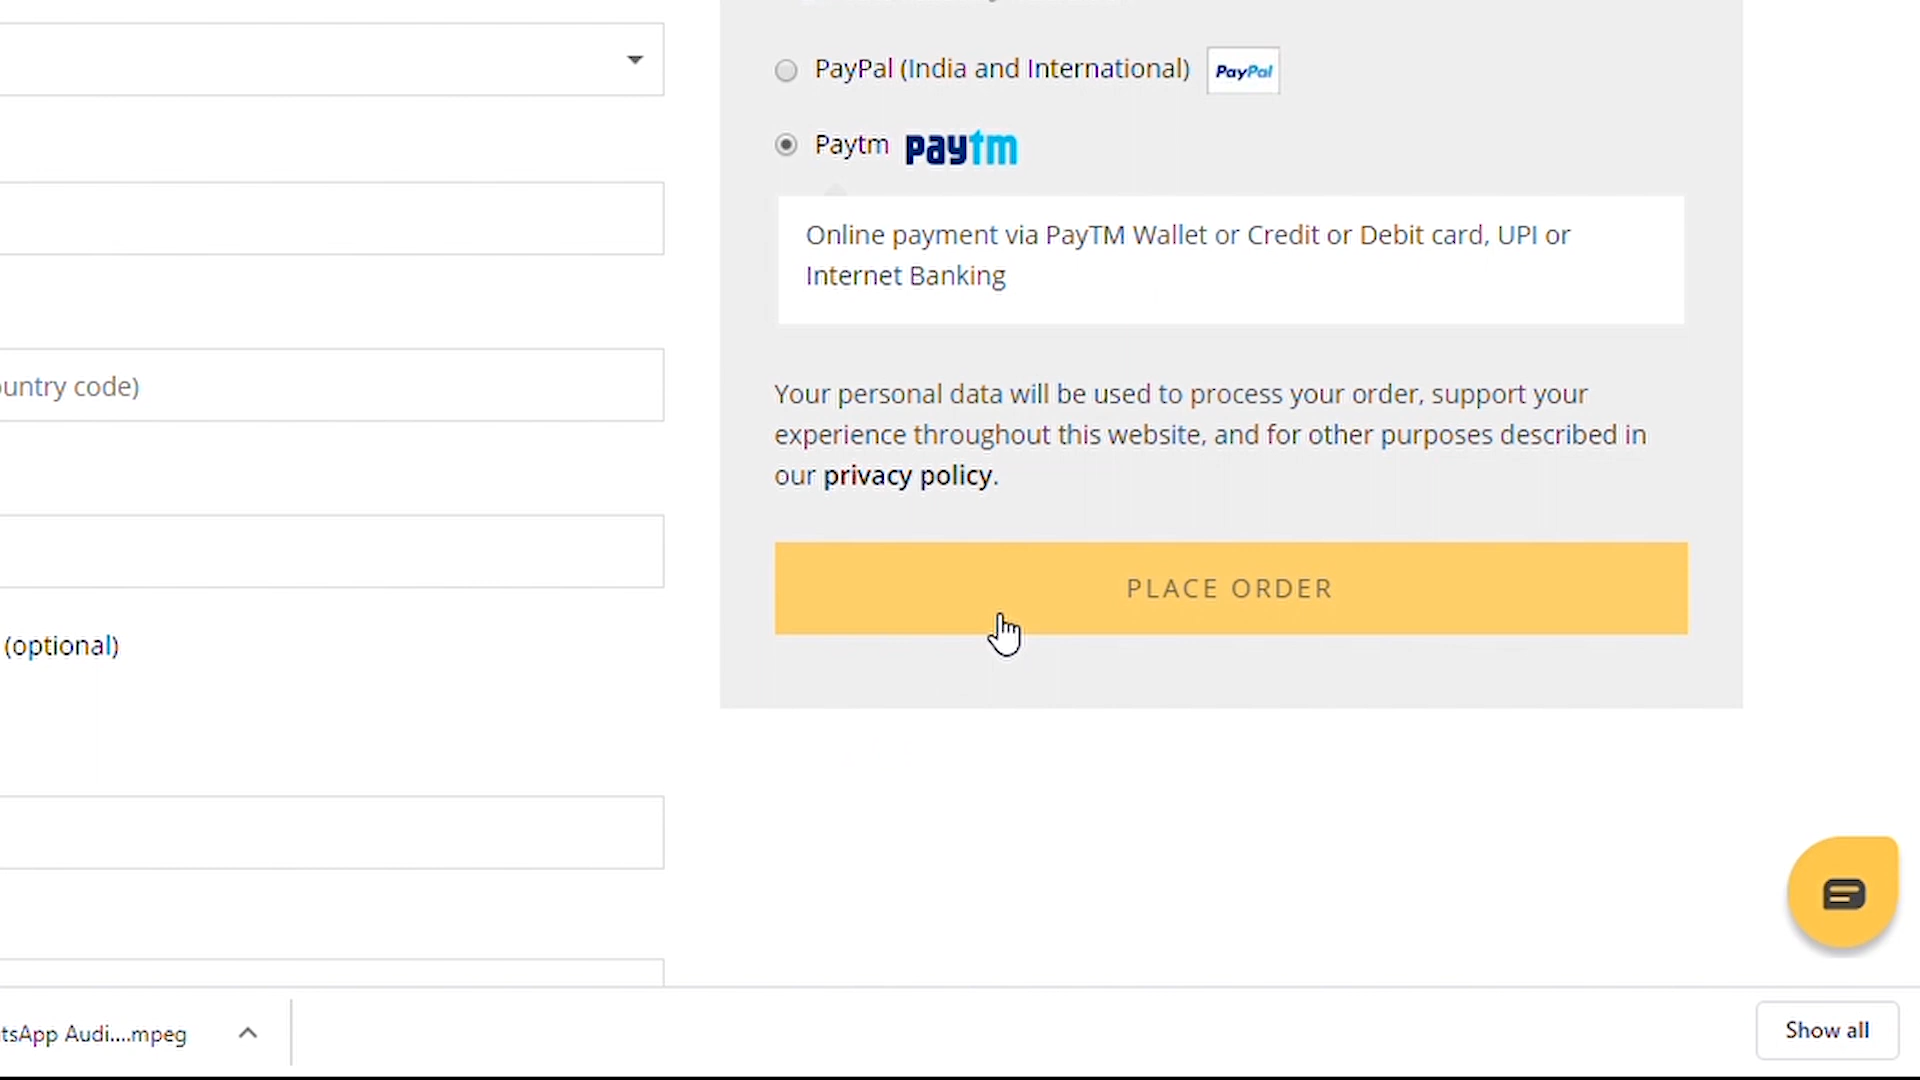 PayPal (India and International) PayPal
Paytm paytm
Online payment via PayTM Wallet or Credit or Debit card, UPI or
Internet Banking
ountry code)
Your personal data will be used to process your order, support your
experience throughout this website, and for other purposes described in
our privacy policy.
PLACE ORDER
(optional)
tsApp Audi....mpeg
Show all